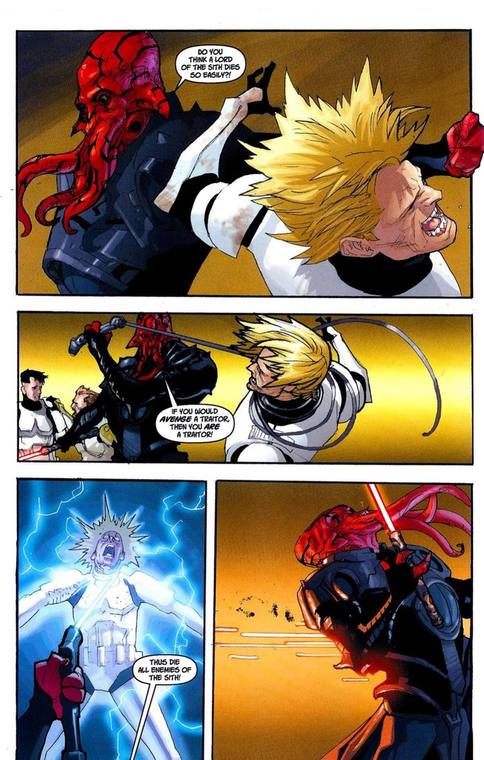 DO YOU
THINK A LORD
OF THE SITH DIES
SO EASILY?!
IF YOU WOULD
AVENGE A TRAITOR,
THEN YOU ARE
A TRAITOR!
THUS DIE
ALL ENEMIES OF
THE SITH!